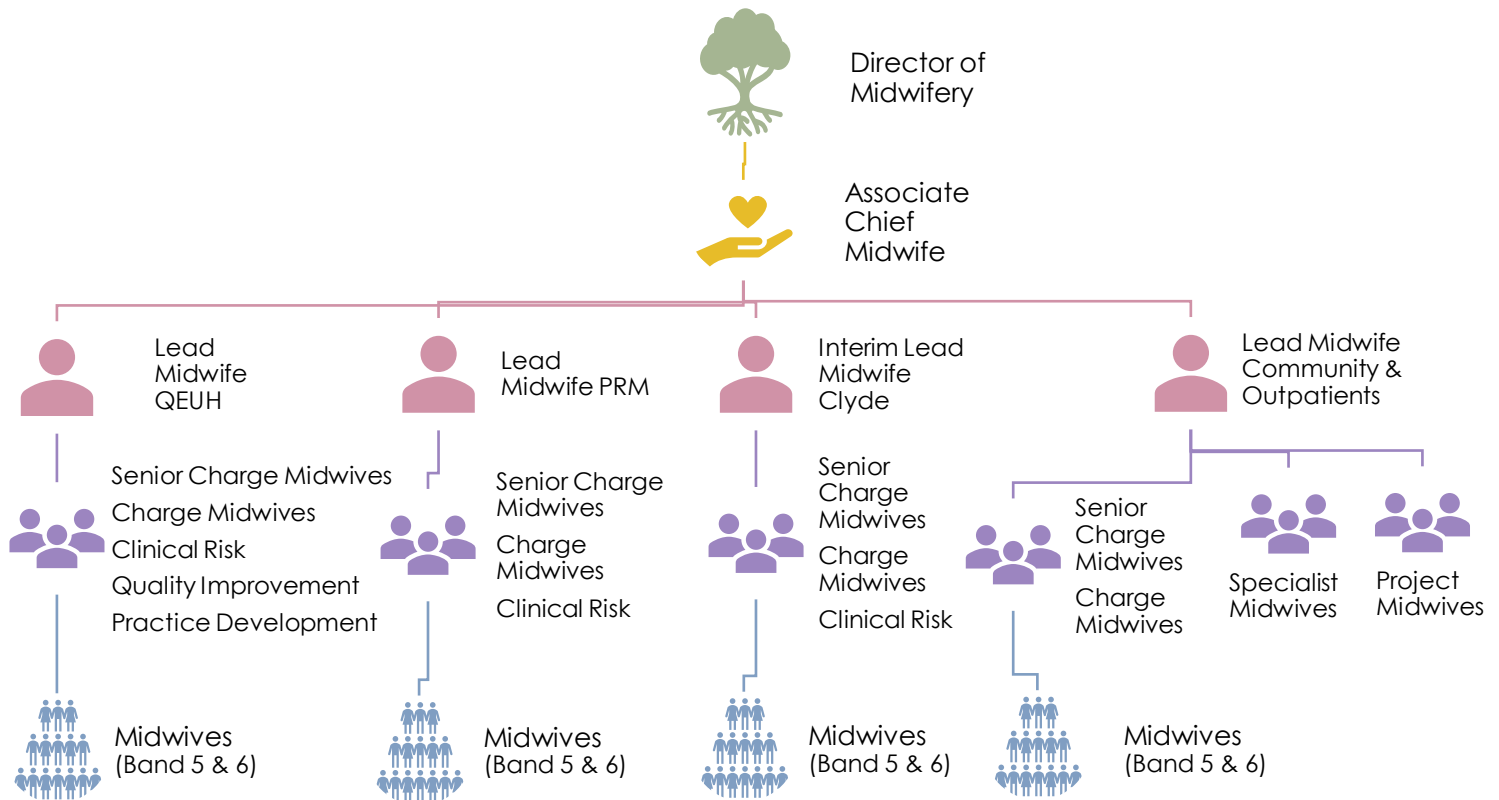 Director of
Midwifery
Associate
Chief
Midwife
Lead
Midwife
QEUH
Lead
Midwife PRM
Interim Lead
Midwife
Clyde
Lead Midwife
Community &
Outpatients
Senior Charge Midwives
Charge Midwives
Clinical Risk
Quality Improvement
Practice Development
Senior Charge
Midwives
Charge
Midwives
Clinical Risk
Senior
Charge
Midwives
Charge
Midwives
Clinical Risk
Senior
Charge
Midwives
Charge
Midwives
Specialist
Midwives
Project
Midwives
Midwives
(Band 5 & 6)
Midwives
(Band 5 & 6)
Midwives
(Band 5 & 6)
Midwives
(Band 5 & 6)